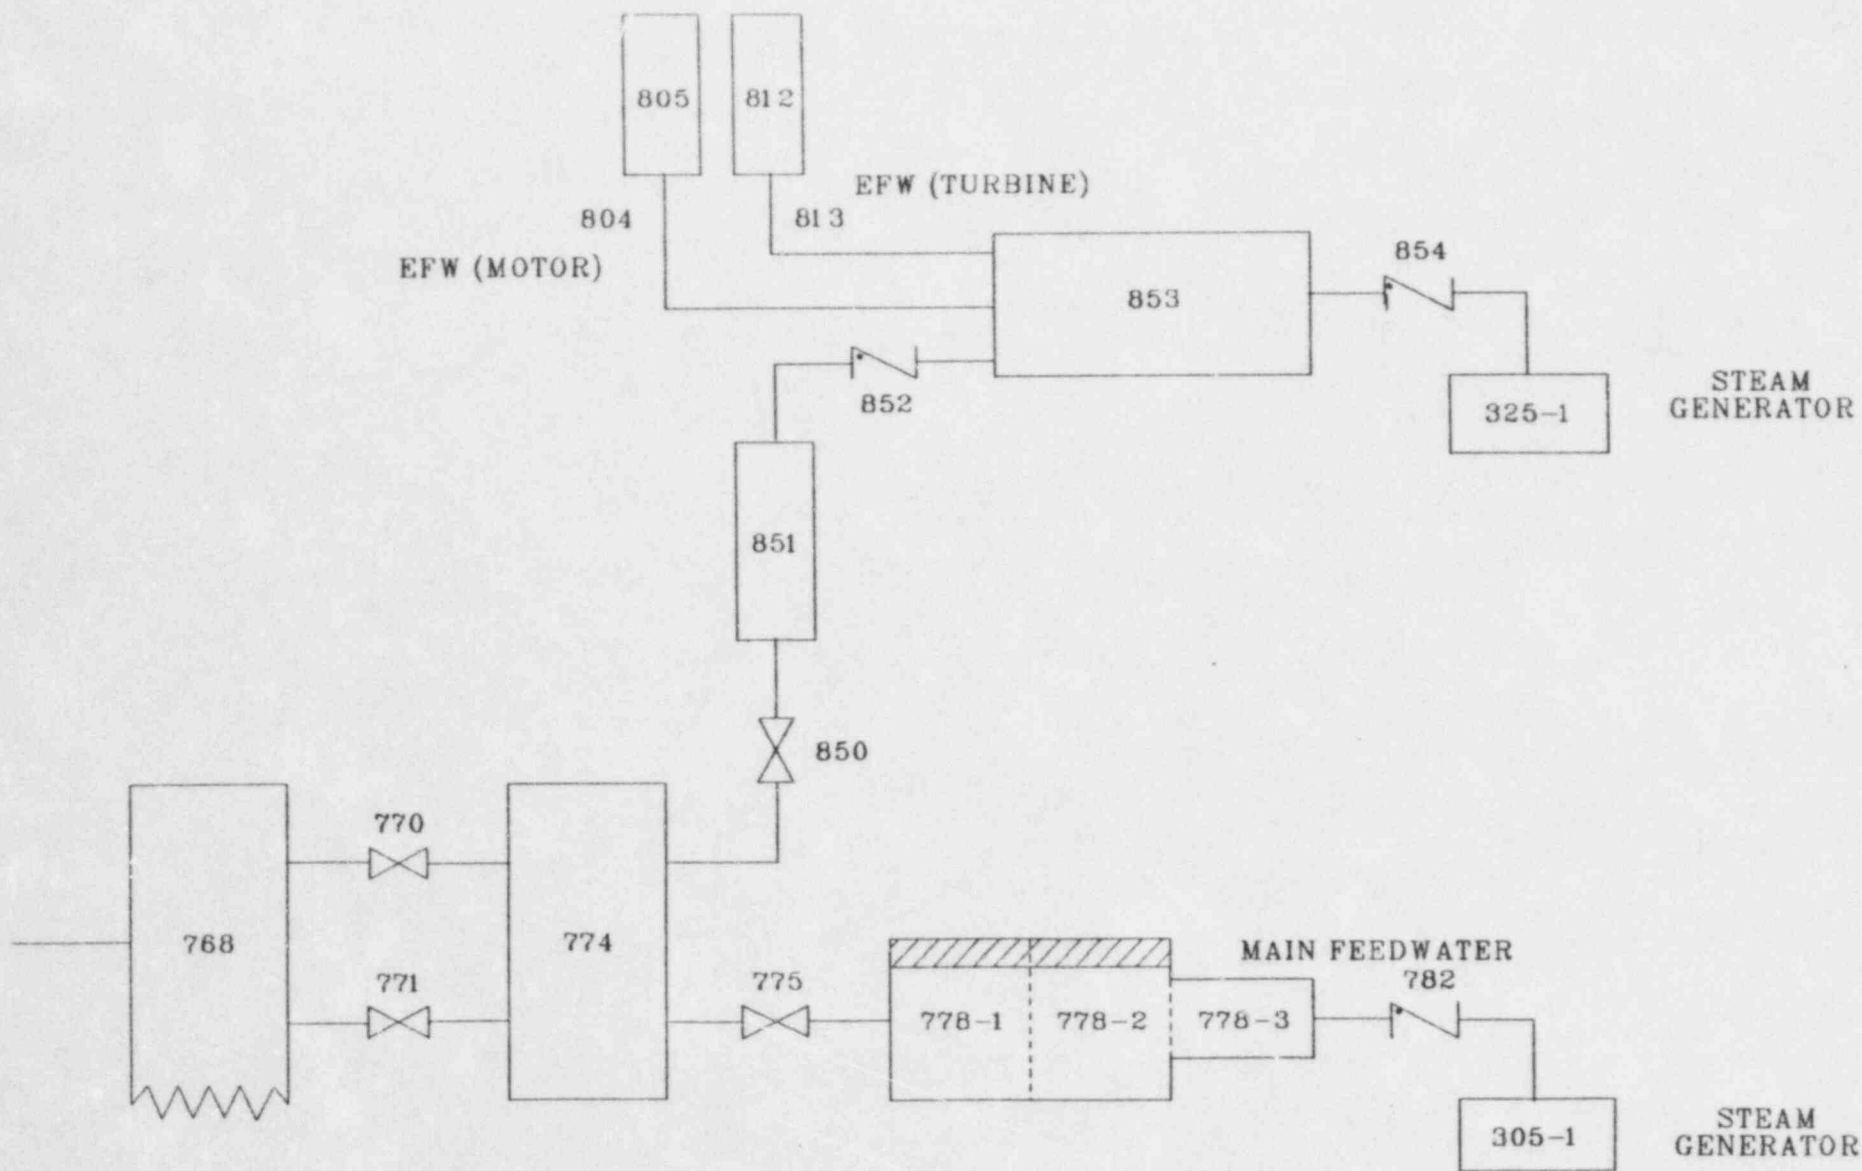 805
812
EFW (TURBINE)
804
813
EFW (MOTOR)
854
853
852
325-1
STEAM
GENERATOR
851
850
770
768
774
771
775
MAIN FEEDWATER
782
778-1
778-2
778-3
305-1
STEAM
GENERATOR